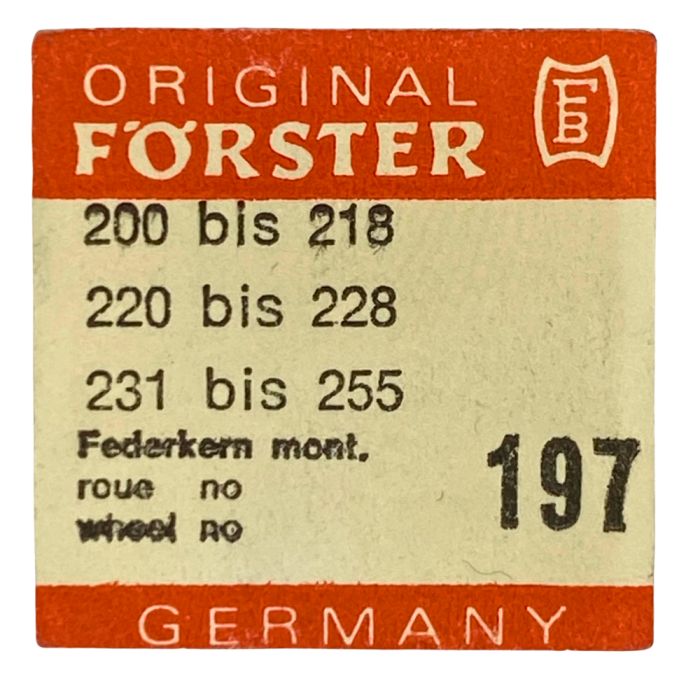 ORIGINAL
FÖRSTER
FB
200 bis 218
220 bis 228
231 bis 255
Federkern mont.
roue no
wheel no
197
GERMANY